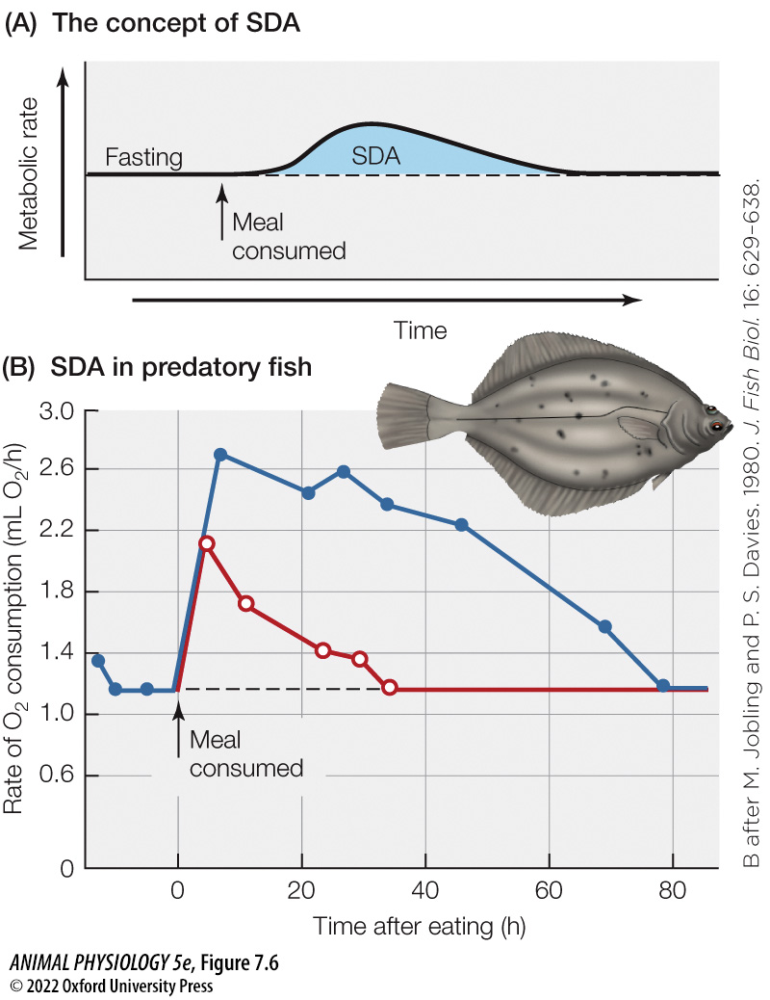 (A) The concept of SDA
Metabolic rate
Fasting
SDA
Meal
consumed
Time
(B) SDA in predatory fish
Rate of O₂ consumption (mL O₂/h)
3.0
2.6
2.2
1.8
1.4
1.0
0.6
0
Meal
consumed
0 20 40 60 80
Time after eating (h)
B after M. Jobling and P. S. Davies. 1980. J. Fish Biol. 16: 629–638.
ANIMAL PHYSIOLOGY 5e, Figure 7.6
© 2022 Oxford University Press